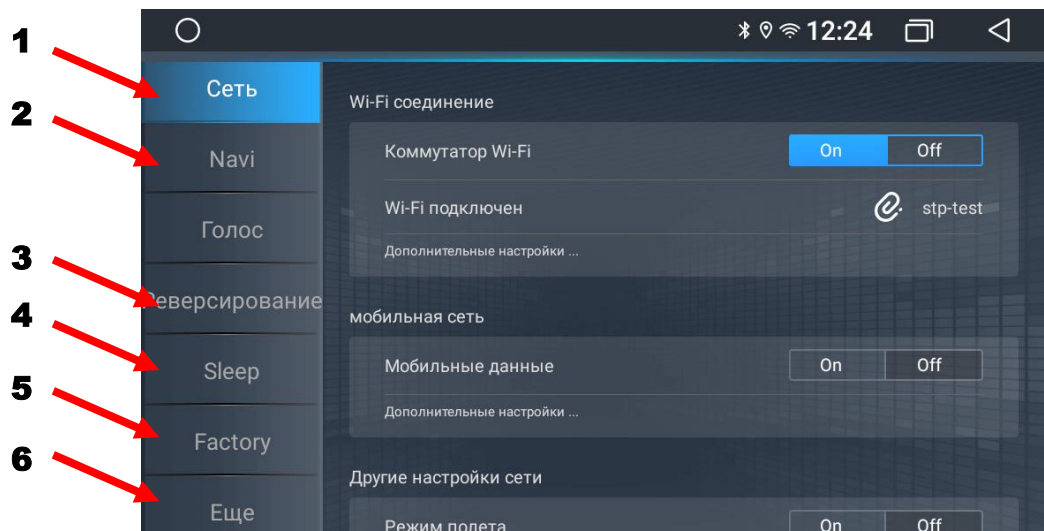 12:24
1
Сеть
2
Navi
Голос
3
Реверсирование
4
Sleep
5
Factory
6
Еще
Wi-Fi соединение
Коммутатор Wi-Fi On Off
Wi-Fi подключен stp-test
Дополнительные настройки ...
мобильная сеть
Мобильные данные On Off
Дополнительные настройки ...
Другие настройки сети
Режим полета On Off